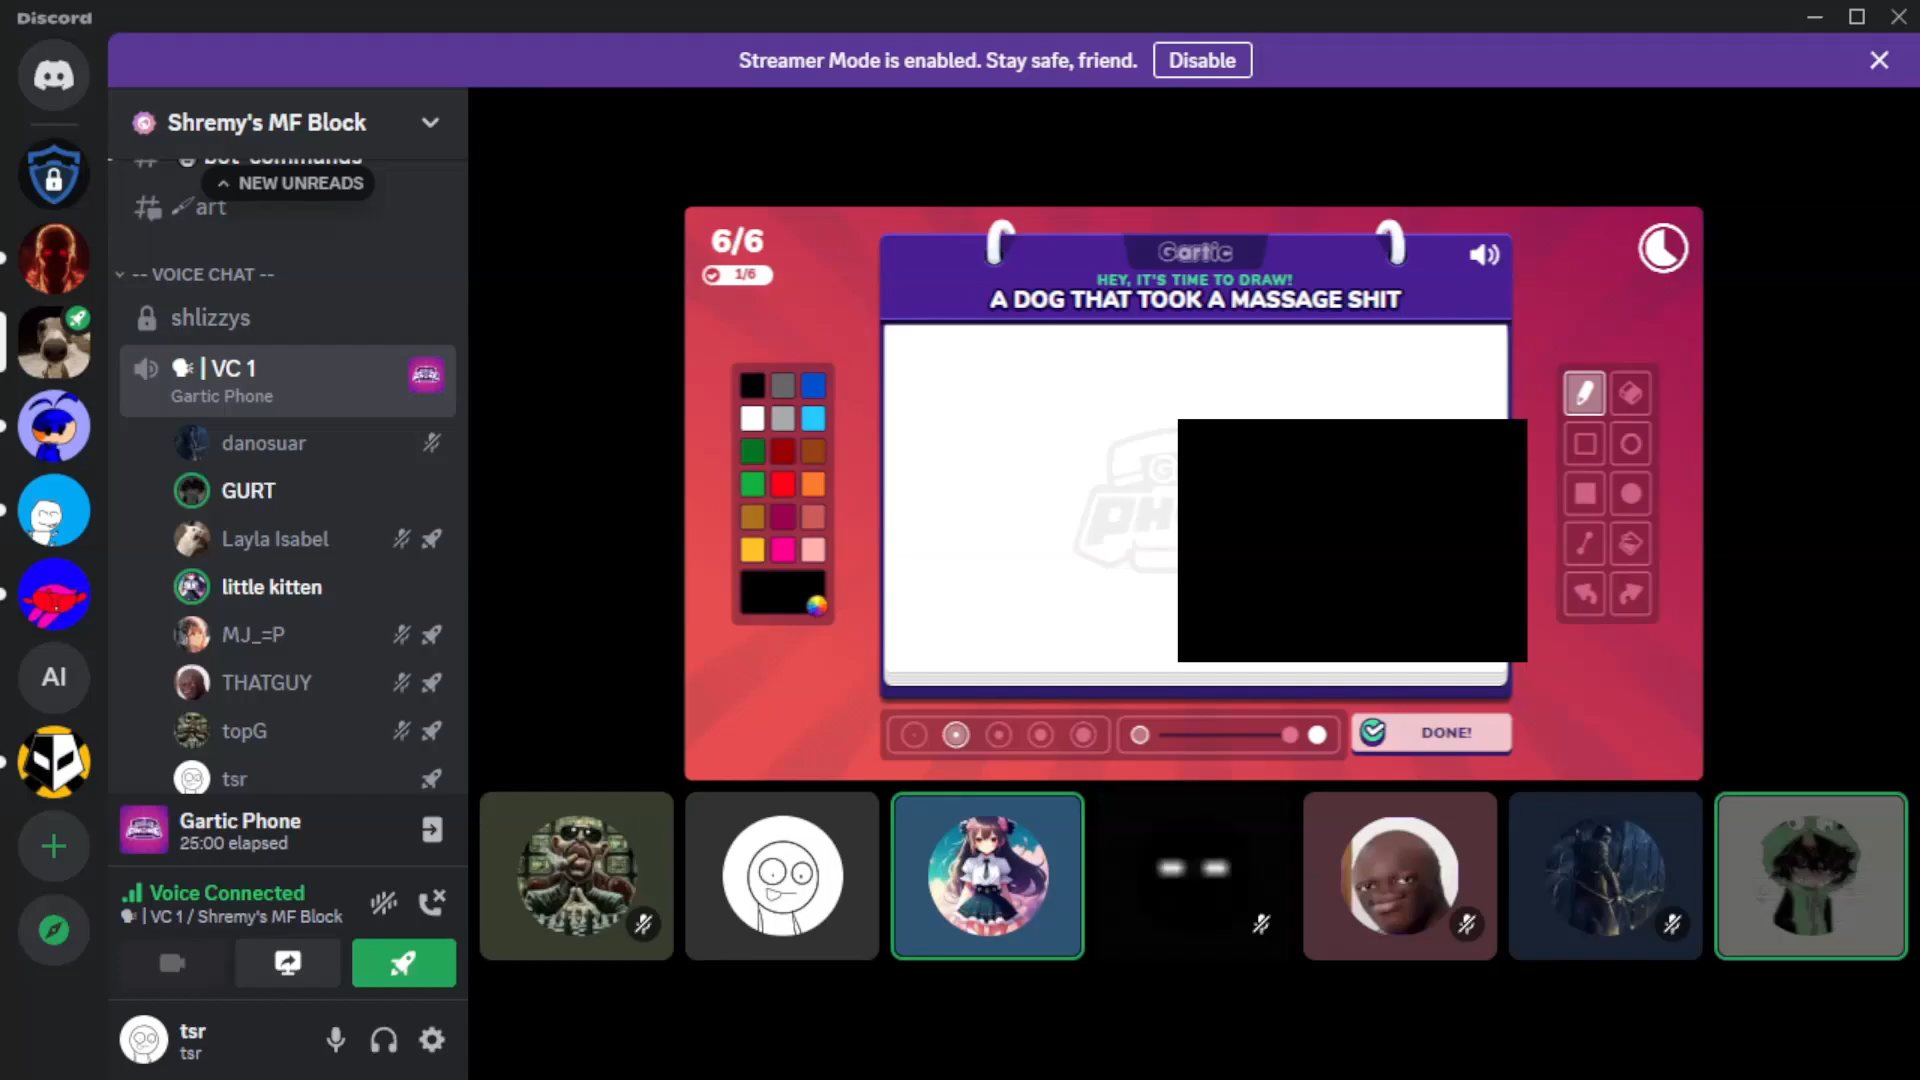 Discord
Streamer Mode is enabled. Stay safe, friend.
Disable
Shremy's MF Block
bot-commands
NEW UNREADS
art
-- VOICE CHAT --
shlizzys
| VC 1
Gartic Phone
danosuar
GURT
Layla Isabel
little kitten
MJ_=P
THATGUY
topG
tsr
Gartic Phone
25:00 elapsed
Voice Connected
| VC 1 / Shremy's MF Block
tsr
tsr
AI
6/6
1/6
Gartic
HEY, IT'S TIME TO DRAW!
A DOG THAT TOOK A MASSAGE SHIT
DONE!